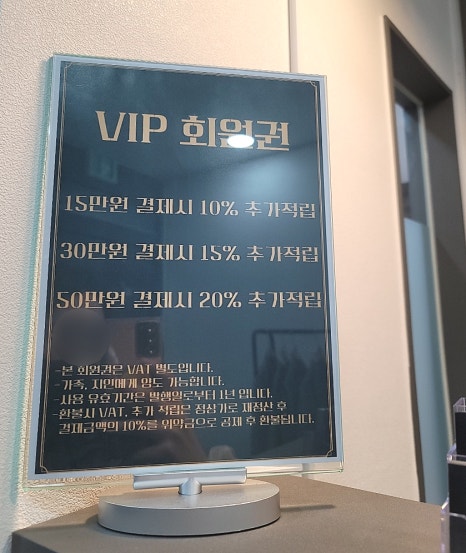 VIP 회원권
15만원 결제시 10% 추가적립
30만원 결제시 15% 추가적립
50만원 결제시 20% 추가적립
-본 회원권은 VAT 별도입니다.
-가족, 지인에게 양도 가능합니다.
-사용 유효기간은 발행일로부터 1년 입니다.
-환불시 VAT, 추가 적립은 정상가로 재정산 후
결제금액의 10%를 위약금으로 공제 후 환불됩니다.